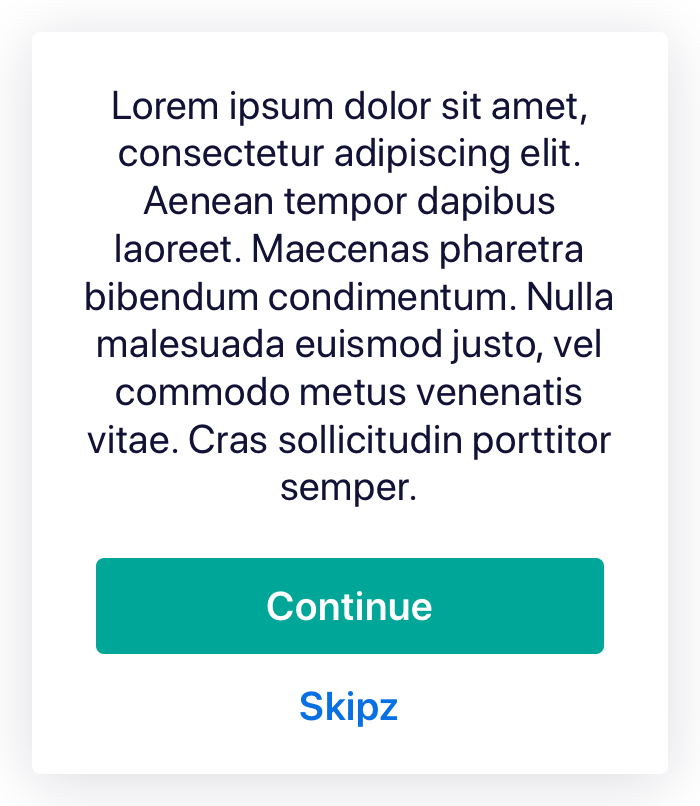 Lorem ipsum dolor sit amet,
consectetur adipiscing elit.
Aenean tempor dapibus
laoreet. Maecenas pharetra
bibendum condimentum. Nulla
malesuada euismod justo, vel
commodo metus venenatis
vitae. Cras sollicitudin porttitor
semper.
Continue
Skipz